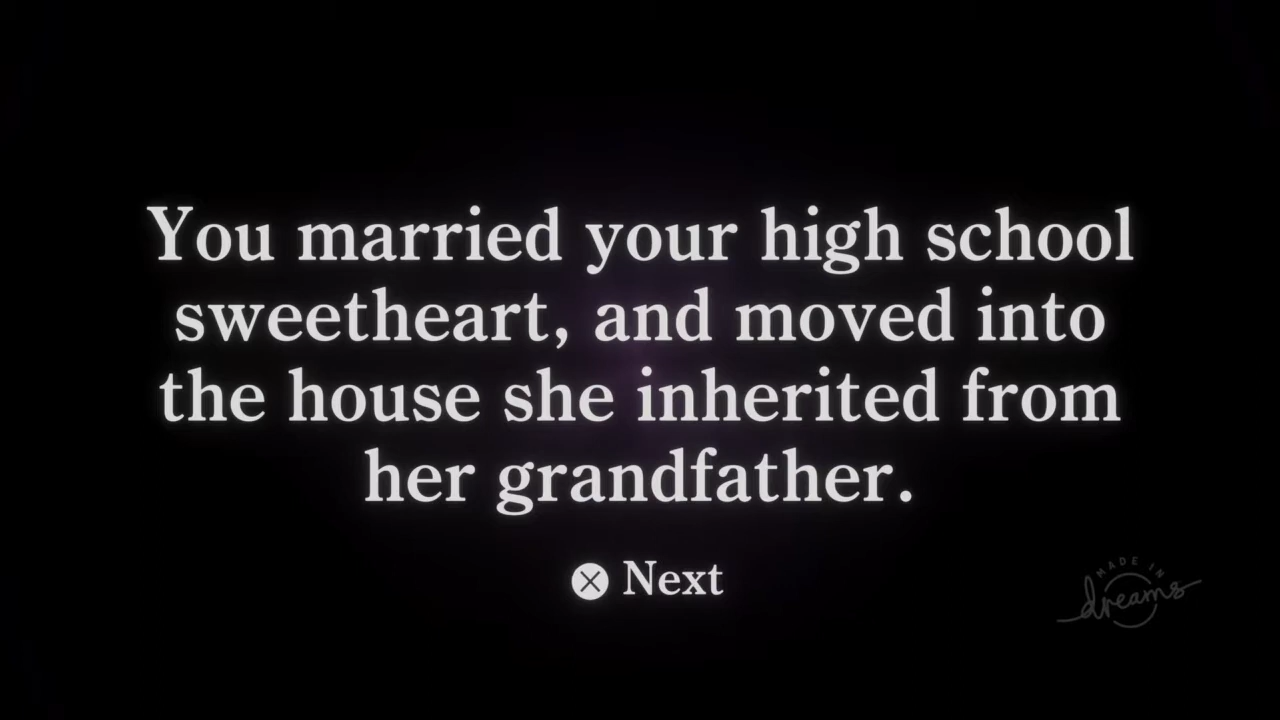 You married your high school
sweetheart, and moved into
the house she inherited from
her grandfather.
Next
MADE IN
dreams